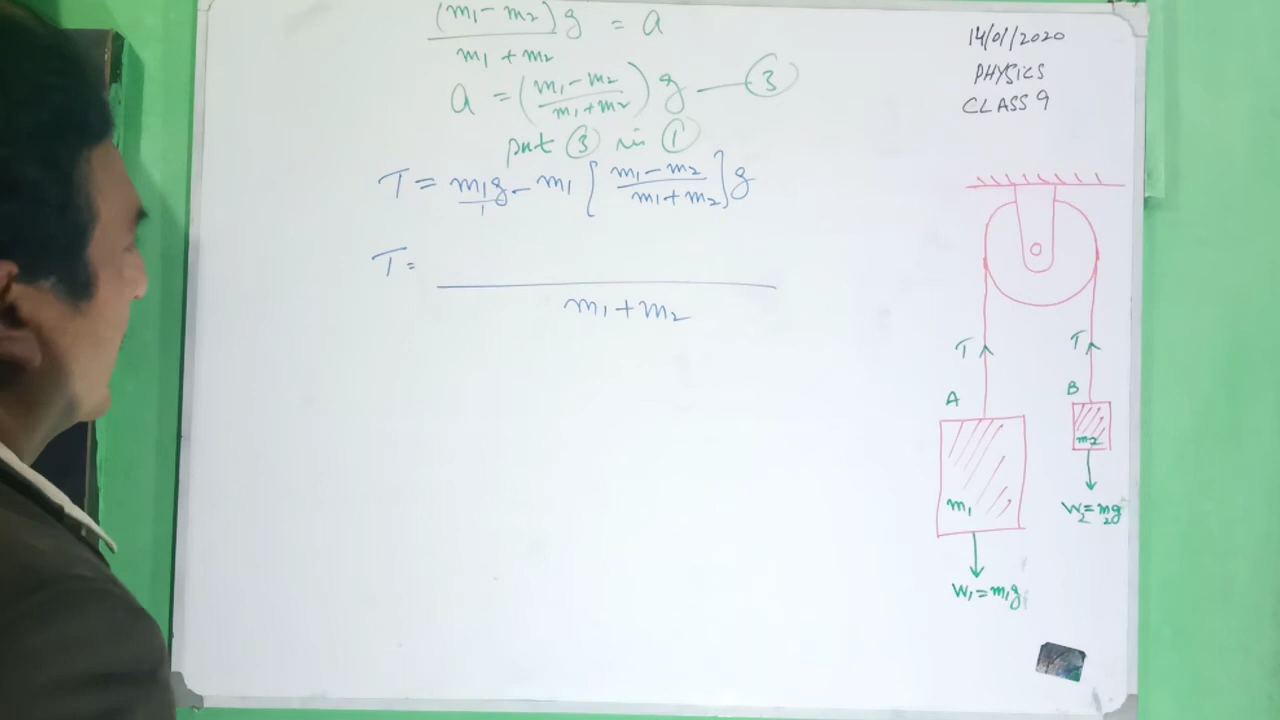 (m₁ - m₂)g / m₁ + m₂ = a
a = (m₁ - m₂ / m₁ + m₂) g — ③
put ③ in ①
T = m₁g / 1 - m₁ [m₁ - m₂ / m₁ + m₂] g
T =
m₁ + m₂
14/01/2020
PHYSICS
CLASS 9
T
T
A
B
m₂
m₁
W₂ = m₂g
W₁ = m₁g